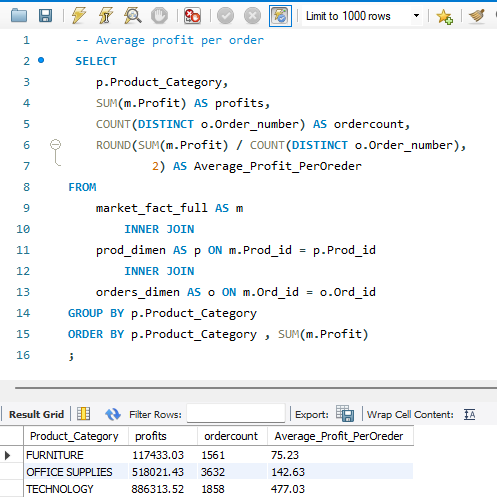 Limit to 1000 rows
1 -- Average profit per order
2 SELECT
3 p.Product_Category,
4 SUM(m.Profit) AS profits,
5 COUNT(DISTINCT o.Order_number) AS ordercount,
6 ROUND(SUM(m.Profit) / COUNT(DISTINCT o.Order_number),
7 2) AS Average_Profit_PerOreder
8 FROM
9 market_fact_full AS m
10 INNER JOIN
11 prod_dimen AS p ON m.Prod_id = p.Prod_id
12 INNER JOIN
13 orders_dimen AS o ON m.Ord_id = o.Ord_id
14 GROUP BY p.Product_Category
15 ORDER BY p.Product_Category , SUM(m.Profit)
16 ;
Result Grid Filter Rows: Export: Wrap Cell Content:
Product_Category profits ordercount Average_Profit_PerOreder
FURNITURE 117433.03 1561 75.23
OFFICE SUPPLIES 518021.43 3632 142.63
TECHNOLOGY 886313.52 1858 477.03